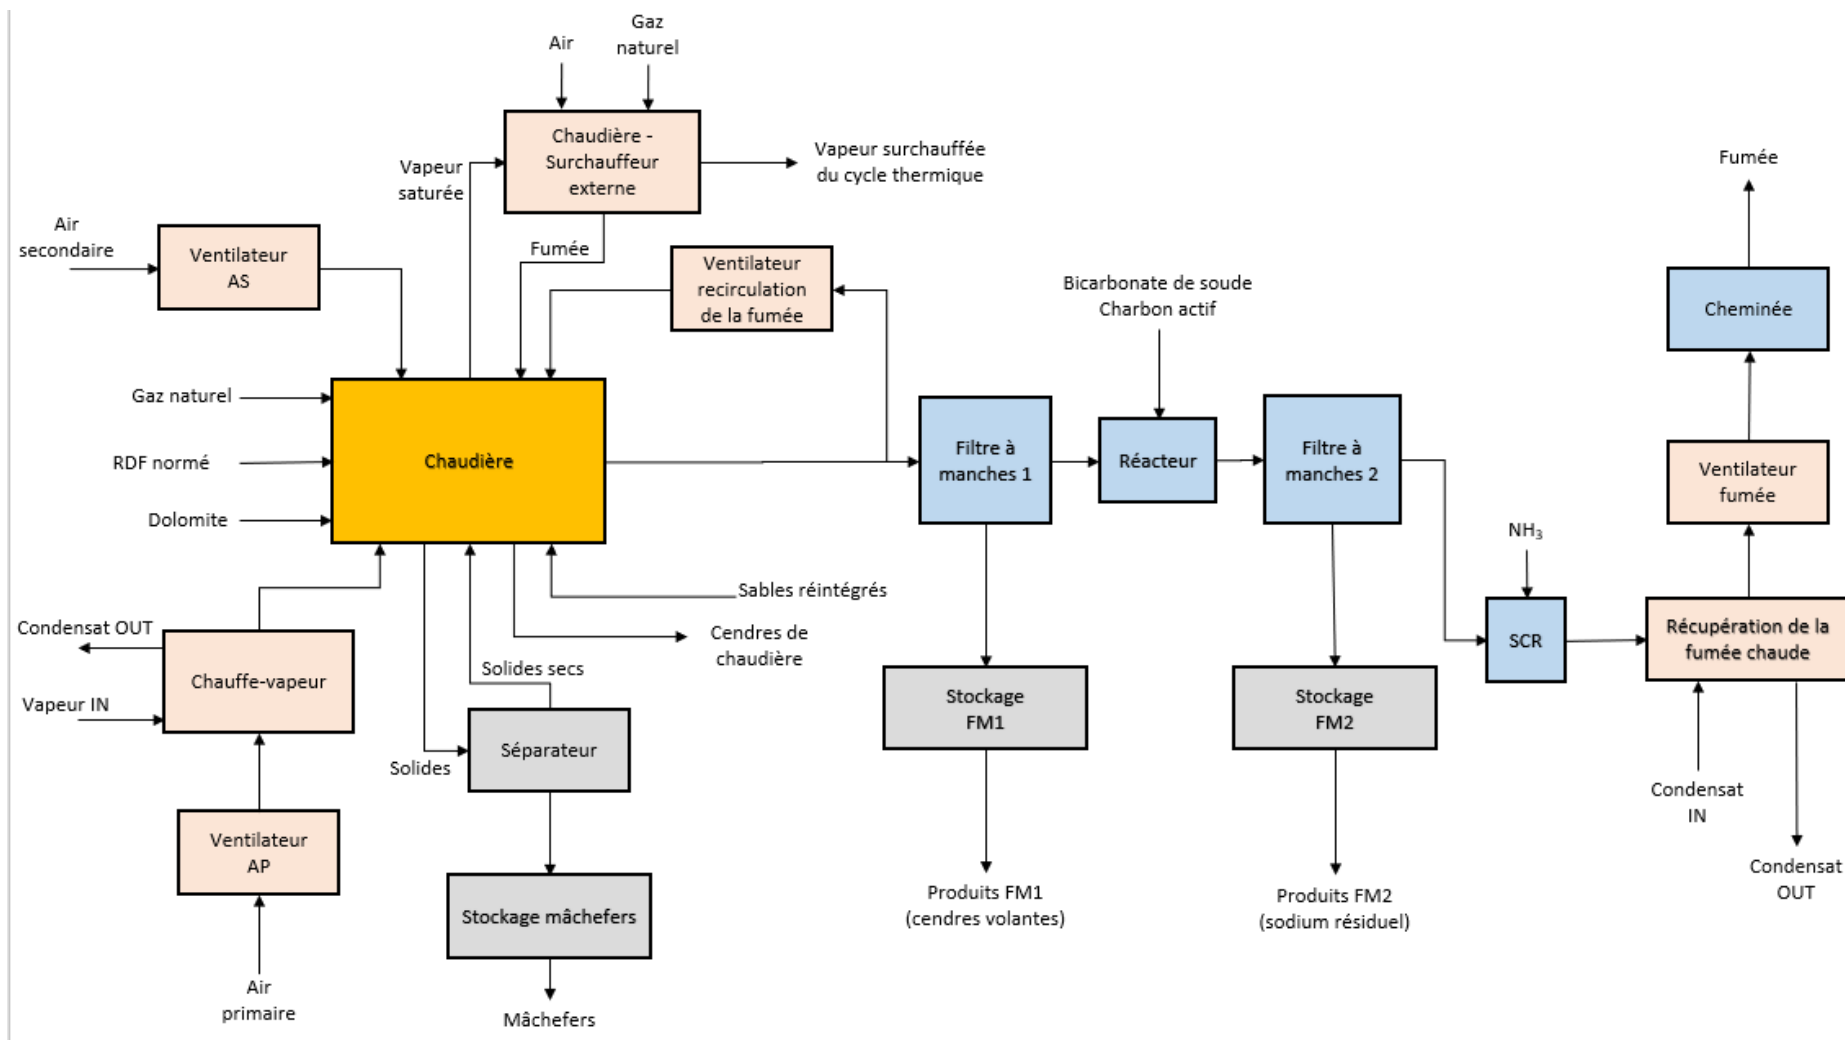 Gaz
naturel
Air
Chaudière -
Surchauffeur
externe
Vapeur
saturée
Vapeur surchauffée
du cycle thermique
Fumée
Air
secondaire
Ventilateur
AS
Fumée
Ventilateur
recirculation
de la fumée
Bicarbonate de soude
Charbon actif
Cheminée
Gaz naturel
RDF normé
Dolomite
Chaudière
Filtre à
manches 1
Réacteur
Filtre à
manches 2
Ventilateur
fumée
NH₃
SCR
Récupération de la
fumée chaude
Sables réintégrés
Cendres de
chaudière
Condensat OUT
Chauffe-vapeur
Vapeur IN
Solides secs
Séparateur
Solides
Stockage
FM1
Stockage
FM2
Condensat
IN
Condensat
OUT
Ventilateur
AP
Stockage mâchefers
Produits FM1
(cendres volantes)
Produits FM2
(sodium résiduel)
Air
primaire
Mâchefers